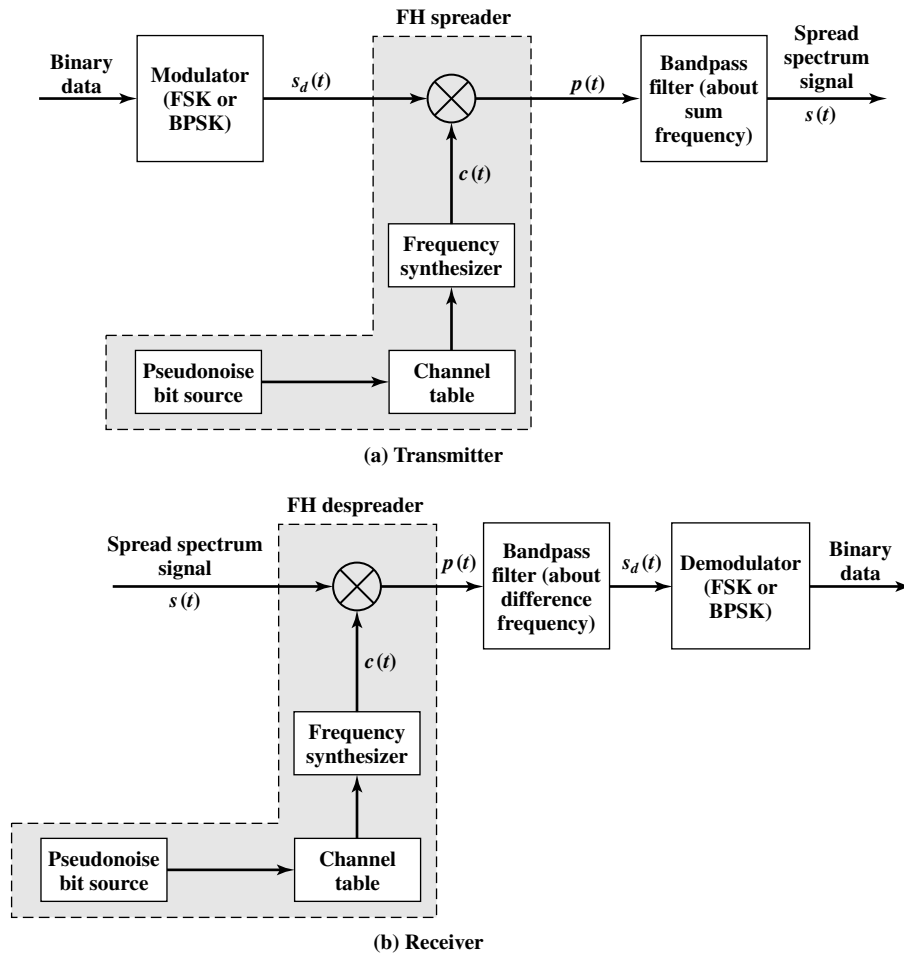 FH spreader
Binary
data
Modulator
(FSK or
BPSK)
s_d(t)
p(t)
Bandpass
filter (about
sum
frequency)
Spread
spectrum
signal
s(t)
c(t)
Frequency
synthesizer
Pseudonoise
bit source
Channel
table
(a) Transmitter
FH despreader
Spread spectrum
signal
s(t)
p(t)
Bandpass
filter (about
difference
frequency)
s_d(t)
Demodulator
(FSK or
BPSK)
Binary
data
c(t)
Frequency
synthesizer
Pseudonoise
bit source
Channel
table
(b) Receiver